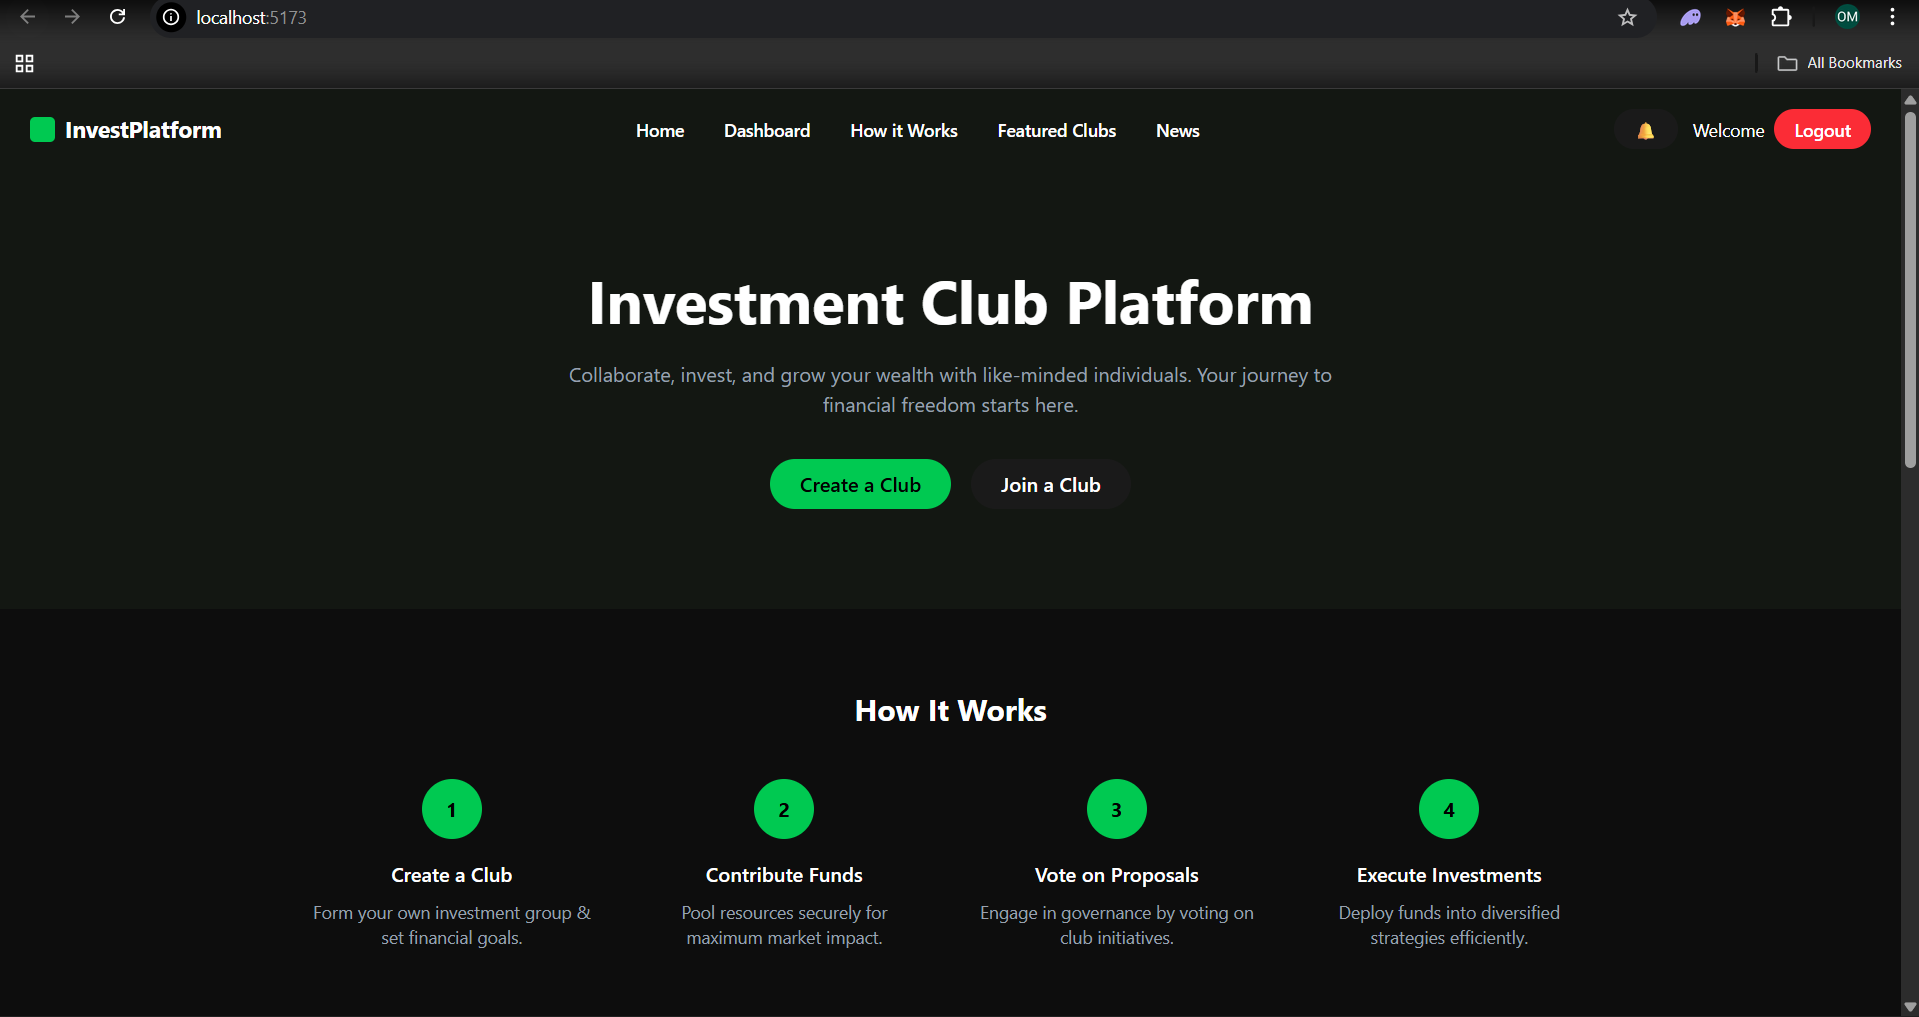 localhost:5173
OM
All Bookmarks
InvestPlatform
Home Dashboard How it Works Featured Clubs News
Welcome Logout
Investment Club Platform
Collaborate, invest, and grow your wealth with like-minded individuals. Your journey to
financial freedom starts here.
Create a Club Join a Club
How It Works
1 2 3 4
Create a Club
Form your own investment group &
set financial goals.
Contribute Funds
Pool resources securely for
maximum market impact.
Vote on Proposals
Engage in governance by voting on
club initiatives.
Execute Investments
Deploy funds into diversified
strategies efficiently.